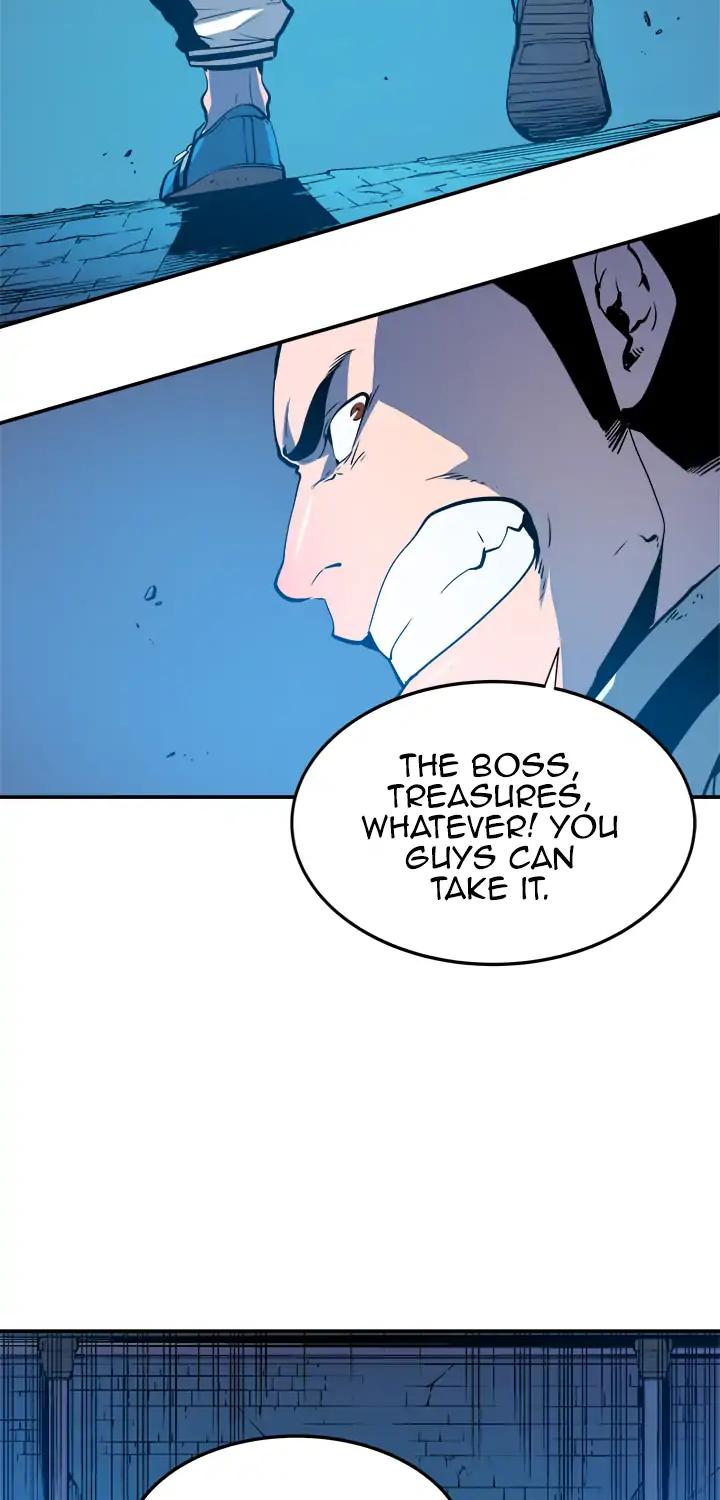 THE BOSS,
TREASURES,
WHATEVER! YOU
GUYS CAN
TAKE IT.